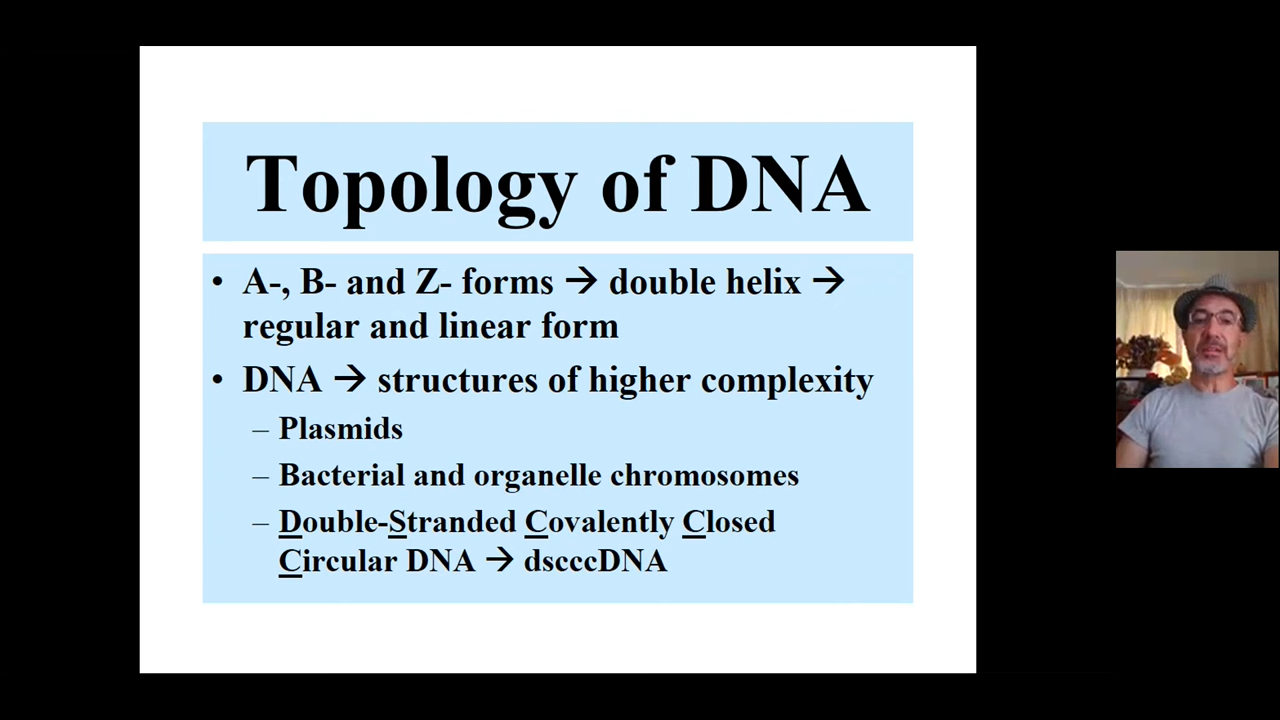 Topology of DNA
• A-, B- and Z- forms → double helix →
regular and linear form
• DNA → structures of higher complexity
– Plasmids
– Bacterial and organelle chromosomes
– Double-Stranded Covalently Closed
Circular DNA → dscccDNA